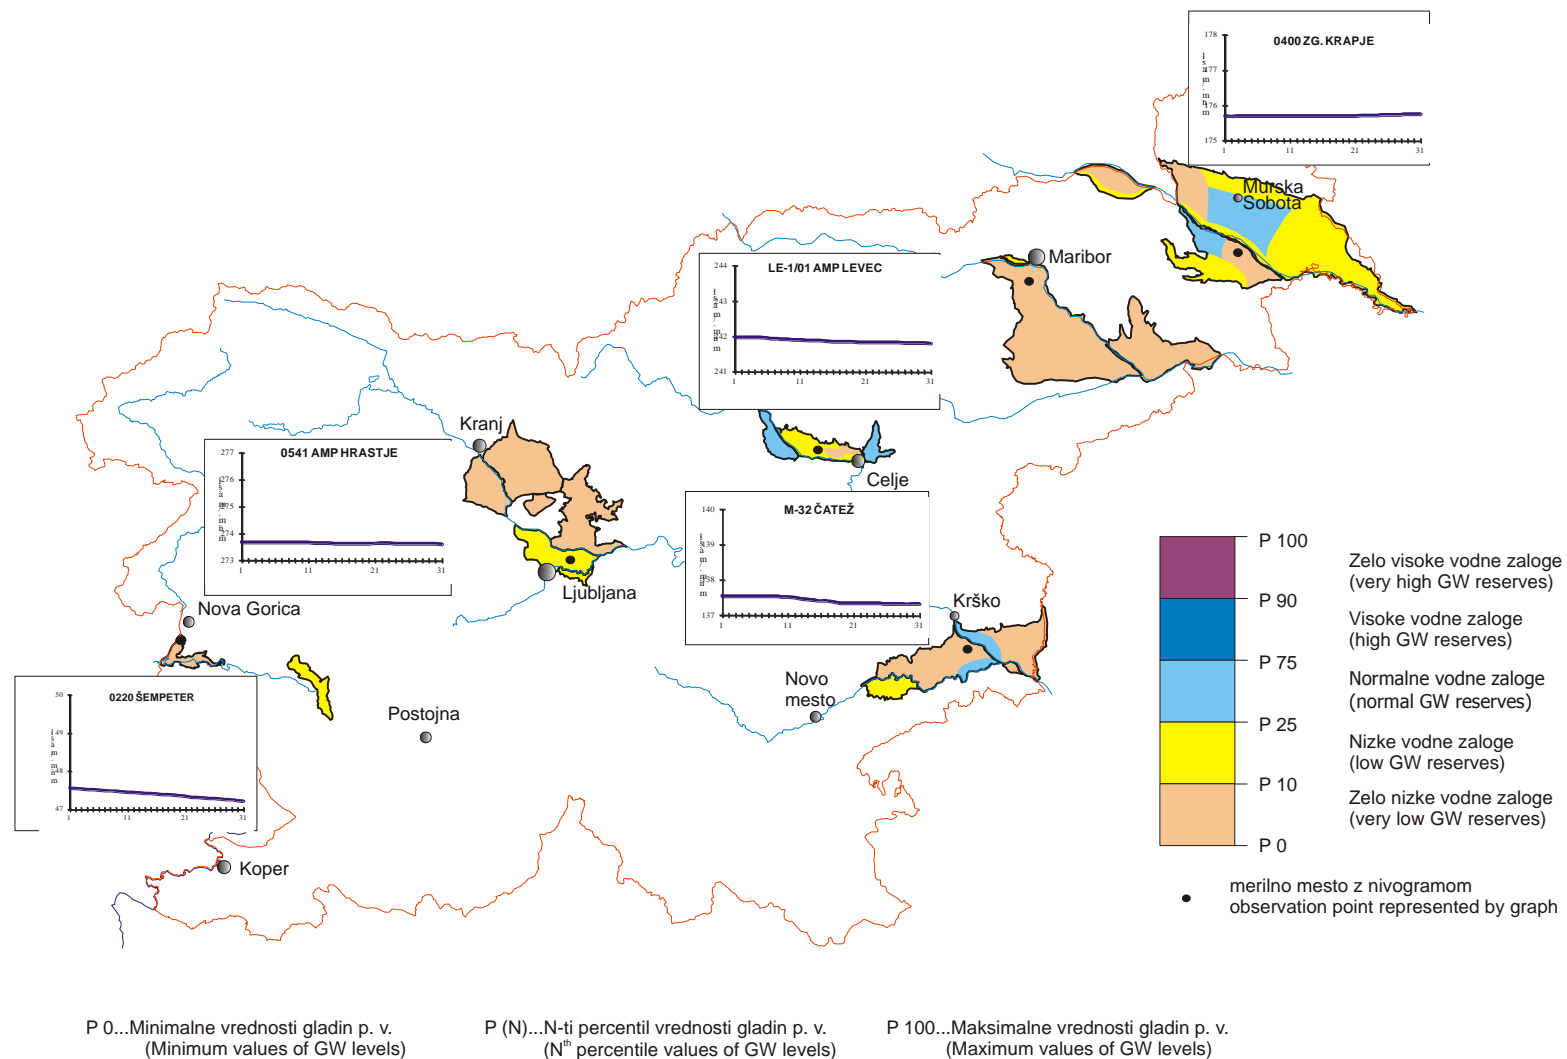 0400 ZG. KRAPJE
178
177
176
175
1 11 21 31
Murska
Sobota
Maribor
LE-1/01 AMP LEVEC
244
243
242
241
1 11 21 31
Kranj
Celje
0541 AMP HRASTJE
277
276
275
274
273
1 11 21 31
Ljubljana
M-32 ČATEŽ
140
139
138
137
1 11 21 31
Nova Gorica
Krško
Novo
mesto
Postojna
0220 ŠEMPETER
50
49
48
47
1 11 21 31
Koper
P 100
Zelo visoke vodne zaloge
(very high GW reserves)
P 90
Visoke vodne zaloge
(high GW reserves)
P 75
Normalne vodne zaloge
(normal GW reserves)
P 25
Nizke vodne zaloge
(low GW reserves)
P 10
Zelo nizke vodne zaloge
(very low GW reserves)
P 0
merilno mesto z nivogramom
observation point represented by graph
P 0...Minimalne vrednosti gladin p. v.
(Minimum values of GW levels)
P (N)...N-ti percentil vrednosti gladin p. v.
(Nth percentile values of GW levels)
P 100...Maksimalne vrednosti gladin p. v.
(Maximum values of GW levels)